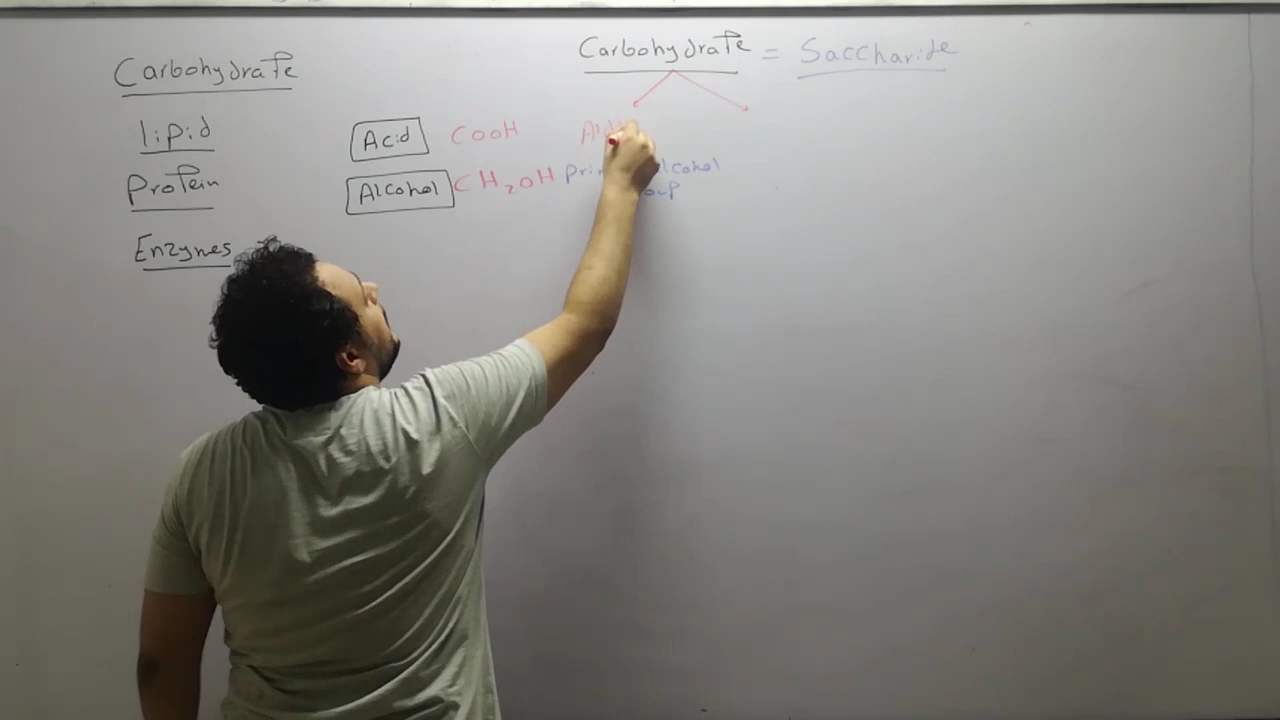 Carbohydrate
lipid
Protein
Enzymes
Acid COOH
Alcohol CH2OH
Carbohydrate = Saccharide